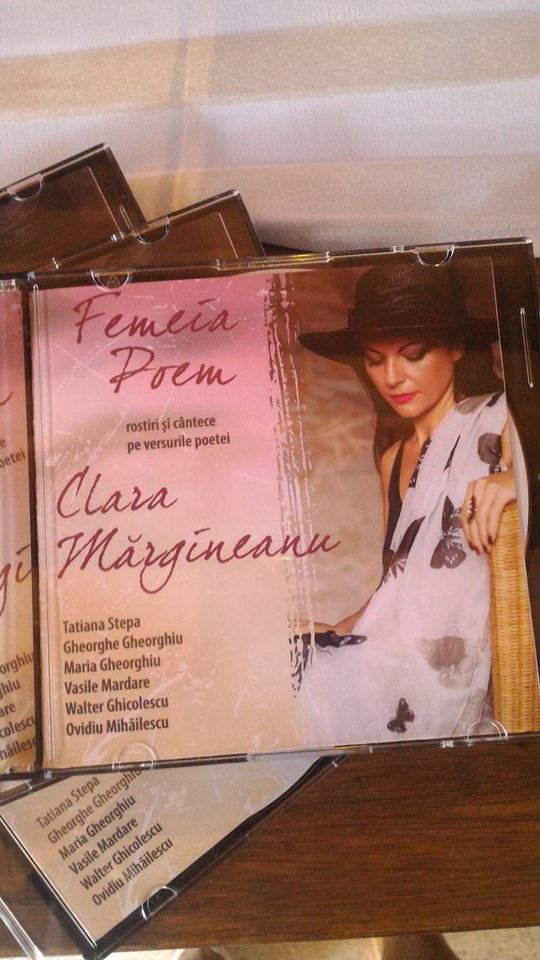 Femeia
Poem
rostiri și cântece
pe versurile poetei
Clara
Mărgineanu
Tatiana Stepa
Gheorghe Gheorghiu
Maria Gheorghiu
Vasile Mardare
Walter Ghicolescu
Ovidiu Mihăilescu
Tatiana Stepa
Gheorghe Gheorghiu
Maria Gheorghiu
Vasile Mardare
Walter Ghicolescu
Ovidiu Mihăilescu